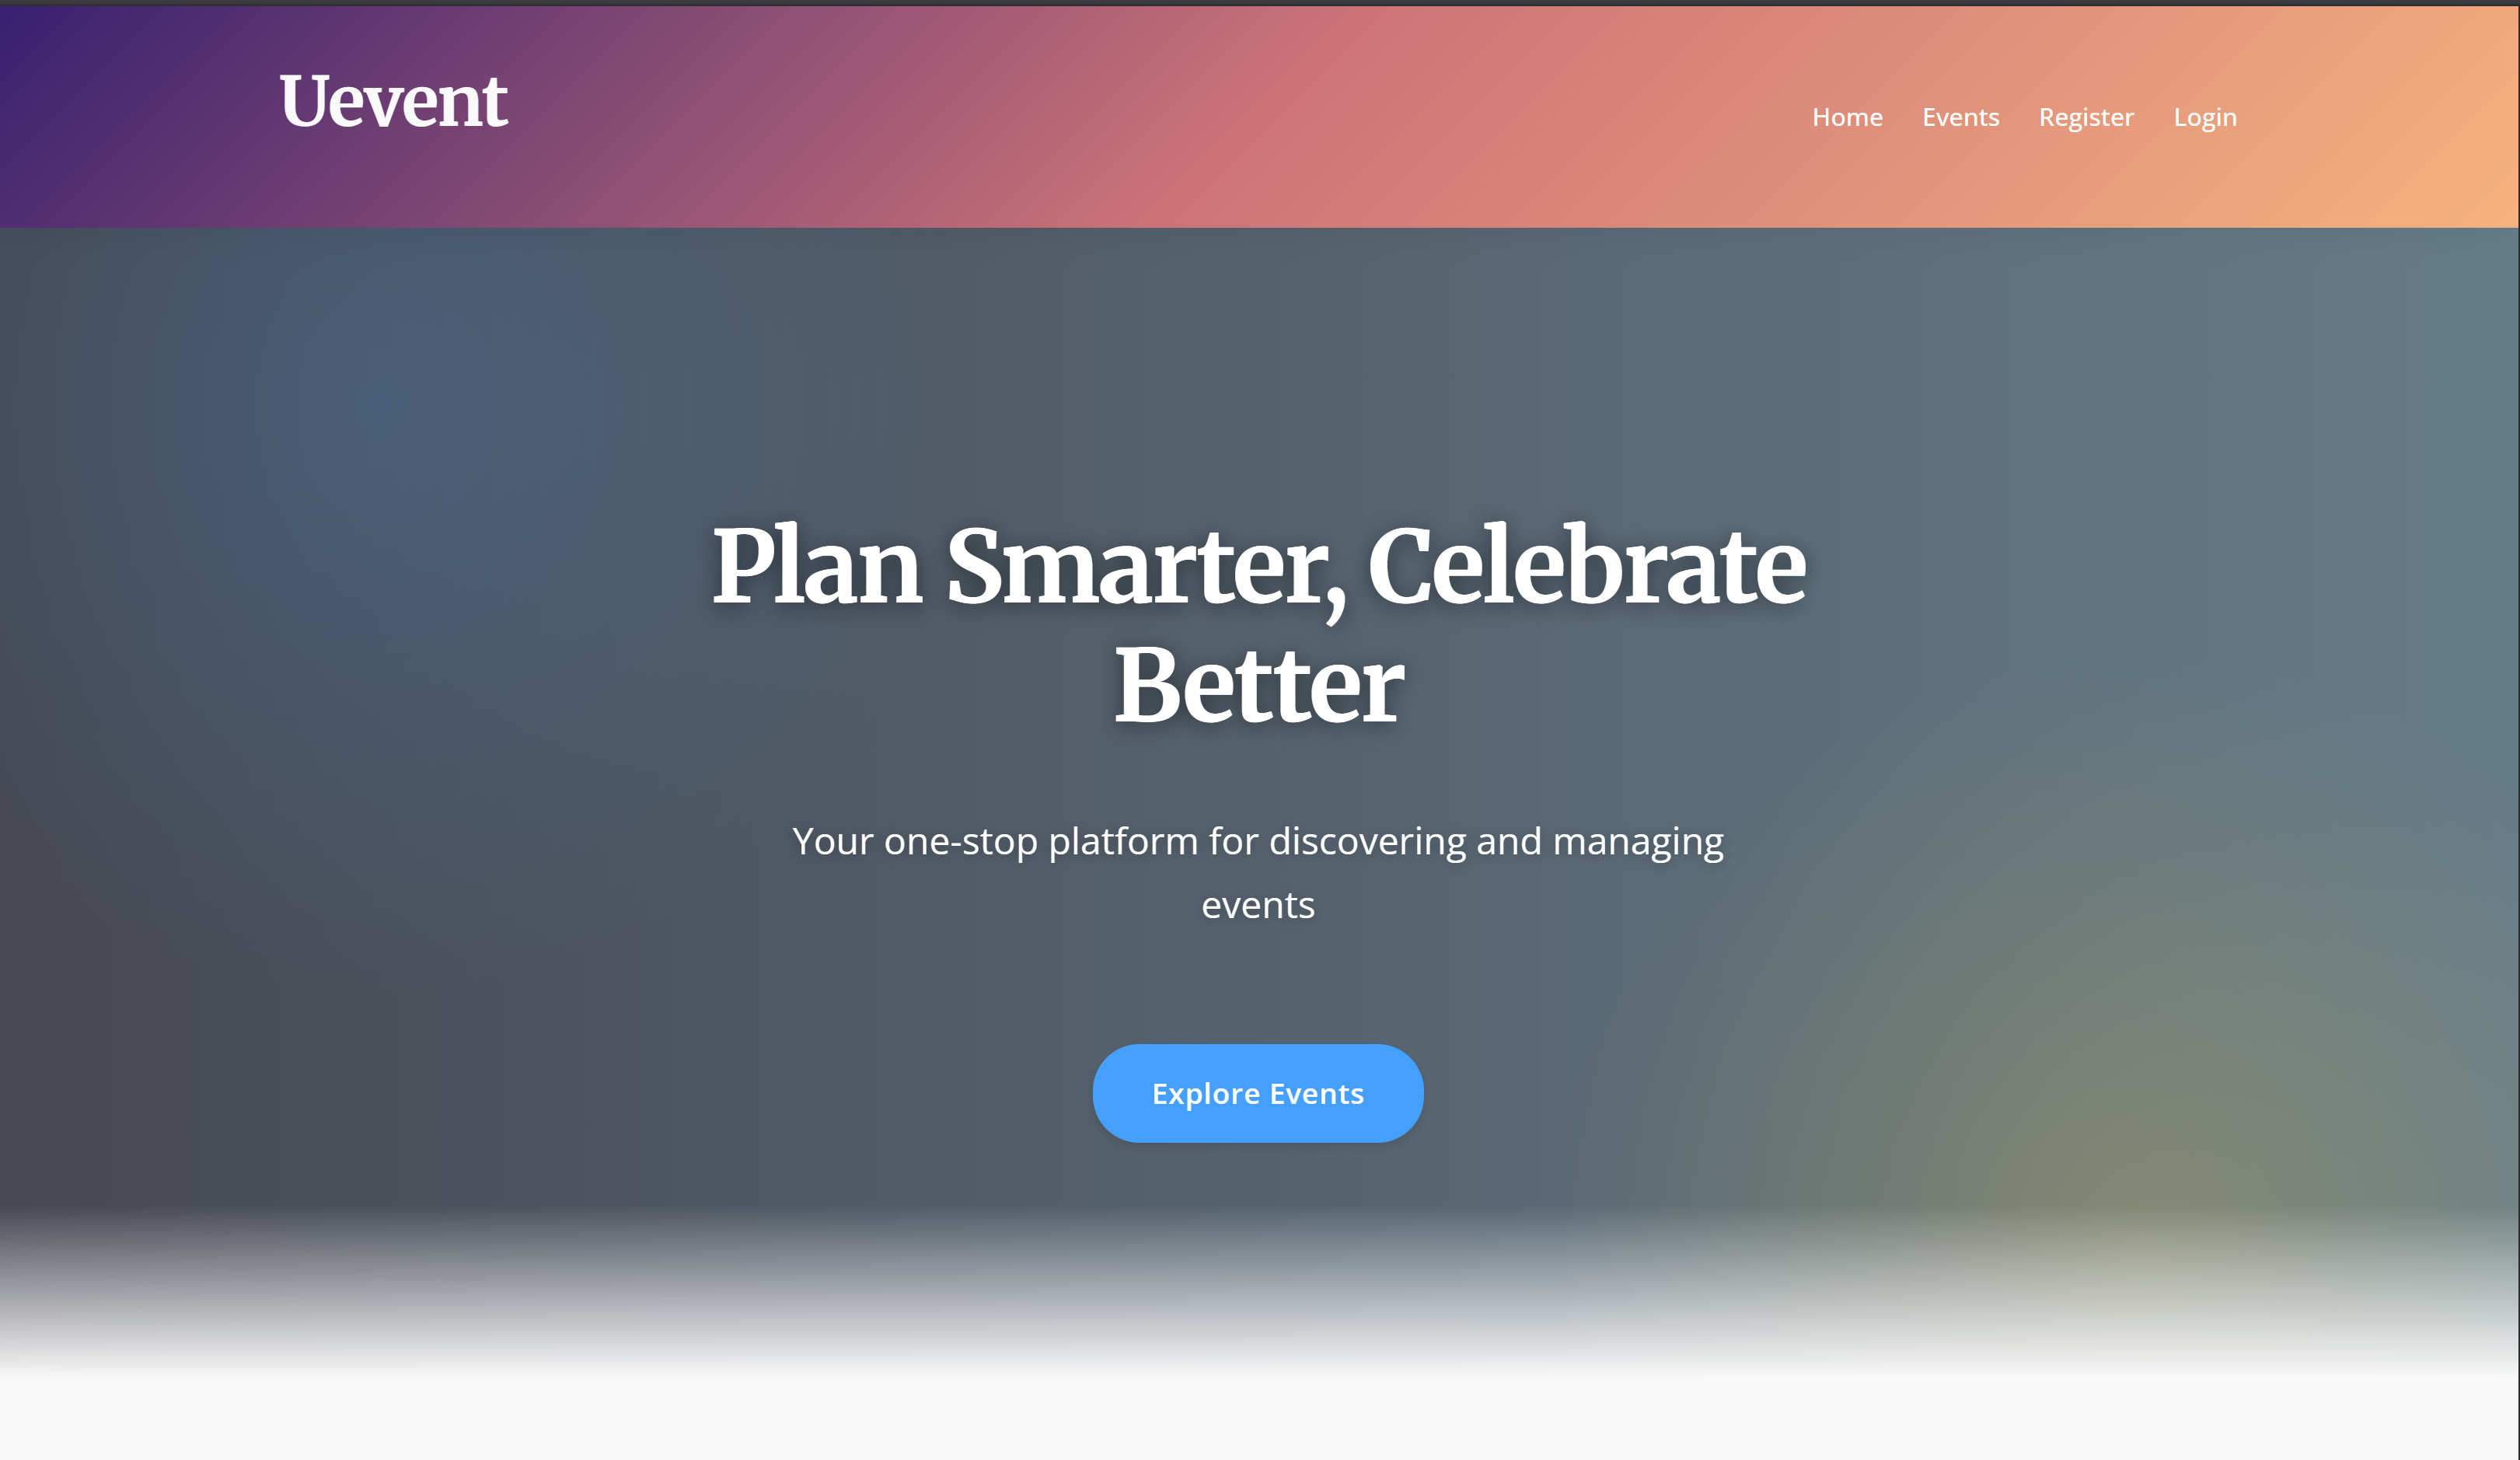 Uevent
Home Events Register Login
Plan Smarter, Celebrate
Better
Your one-stop platform for discovering and managing
events
Explore Events